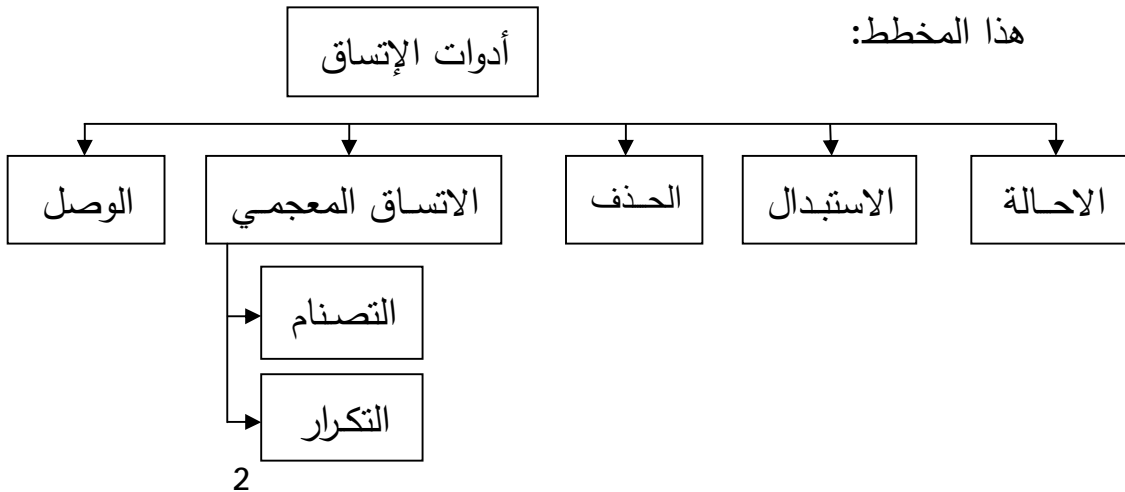 هذا المخطط:
أدوات الإتساق
الاحالة
الاستبدال
الحذف
الاتساق المعجمي
الوصل
التصنام
التكرار
2